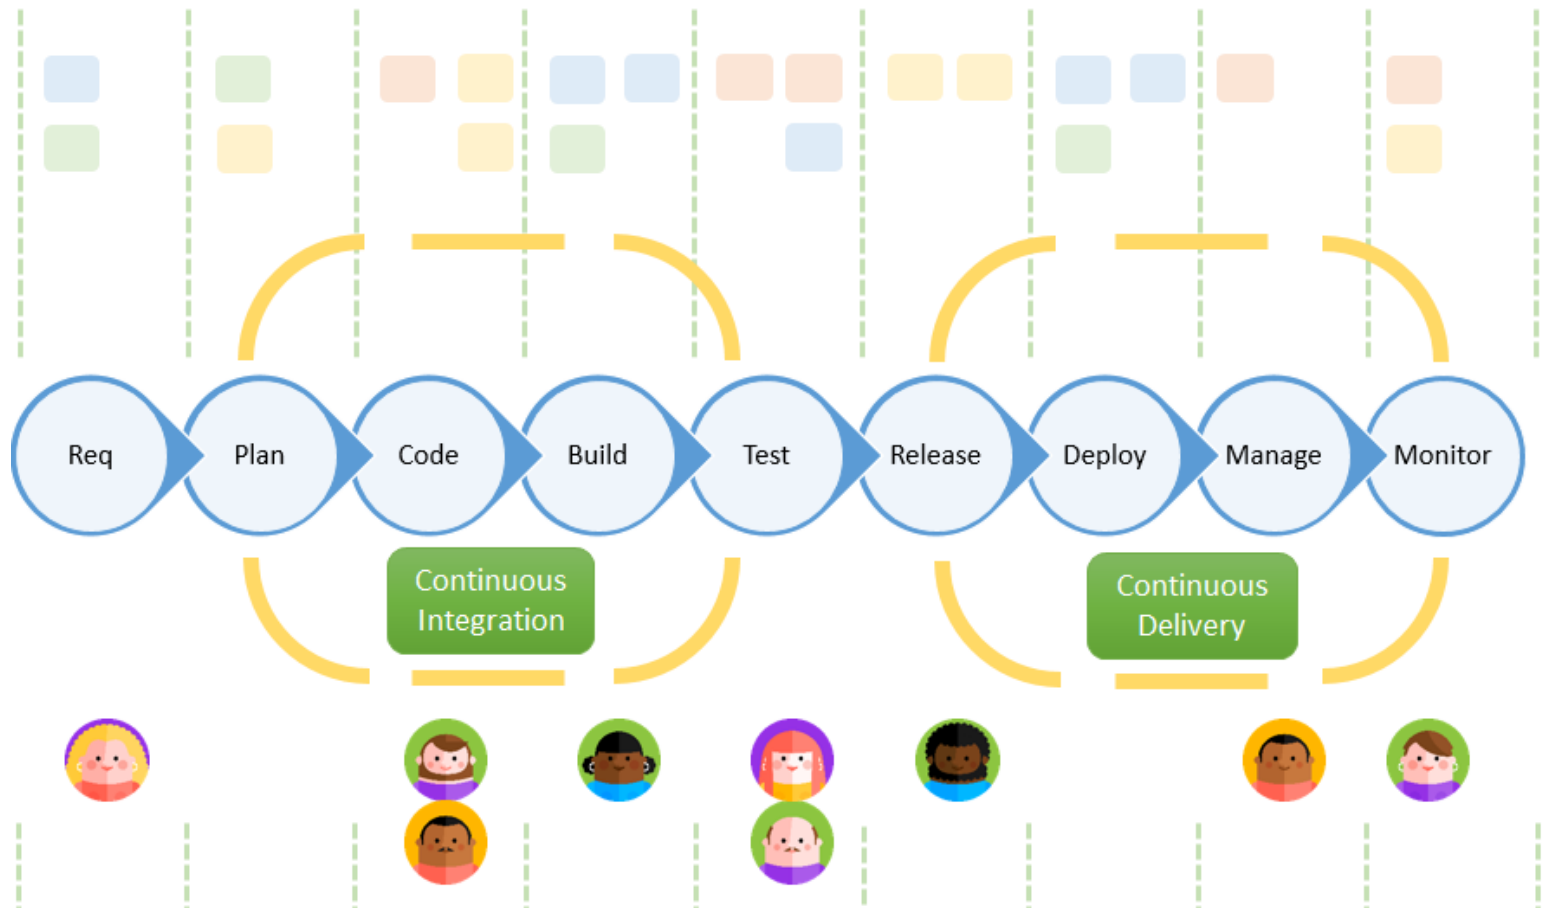 Req
Plan
Code
Build
Test
Release
Deploy
Manage
Monitor
Continuous
Integration
Continuous
Delivery